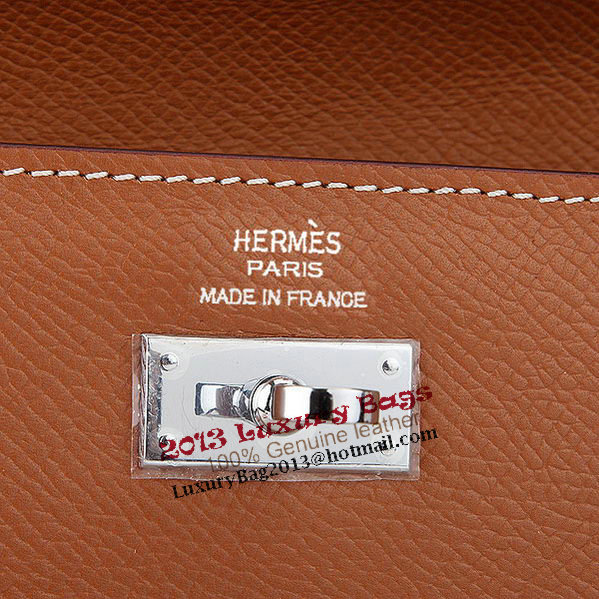 HERMÈS
PARIS
MADE IN FRANCE
2013 Luxury Bags
100% Genuine leather
LuxuryBag2013@hotmail.com